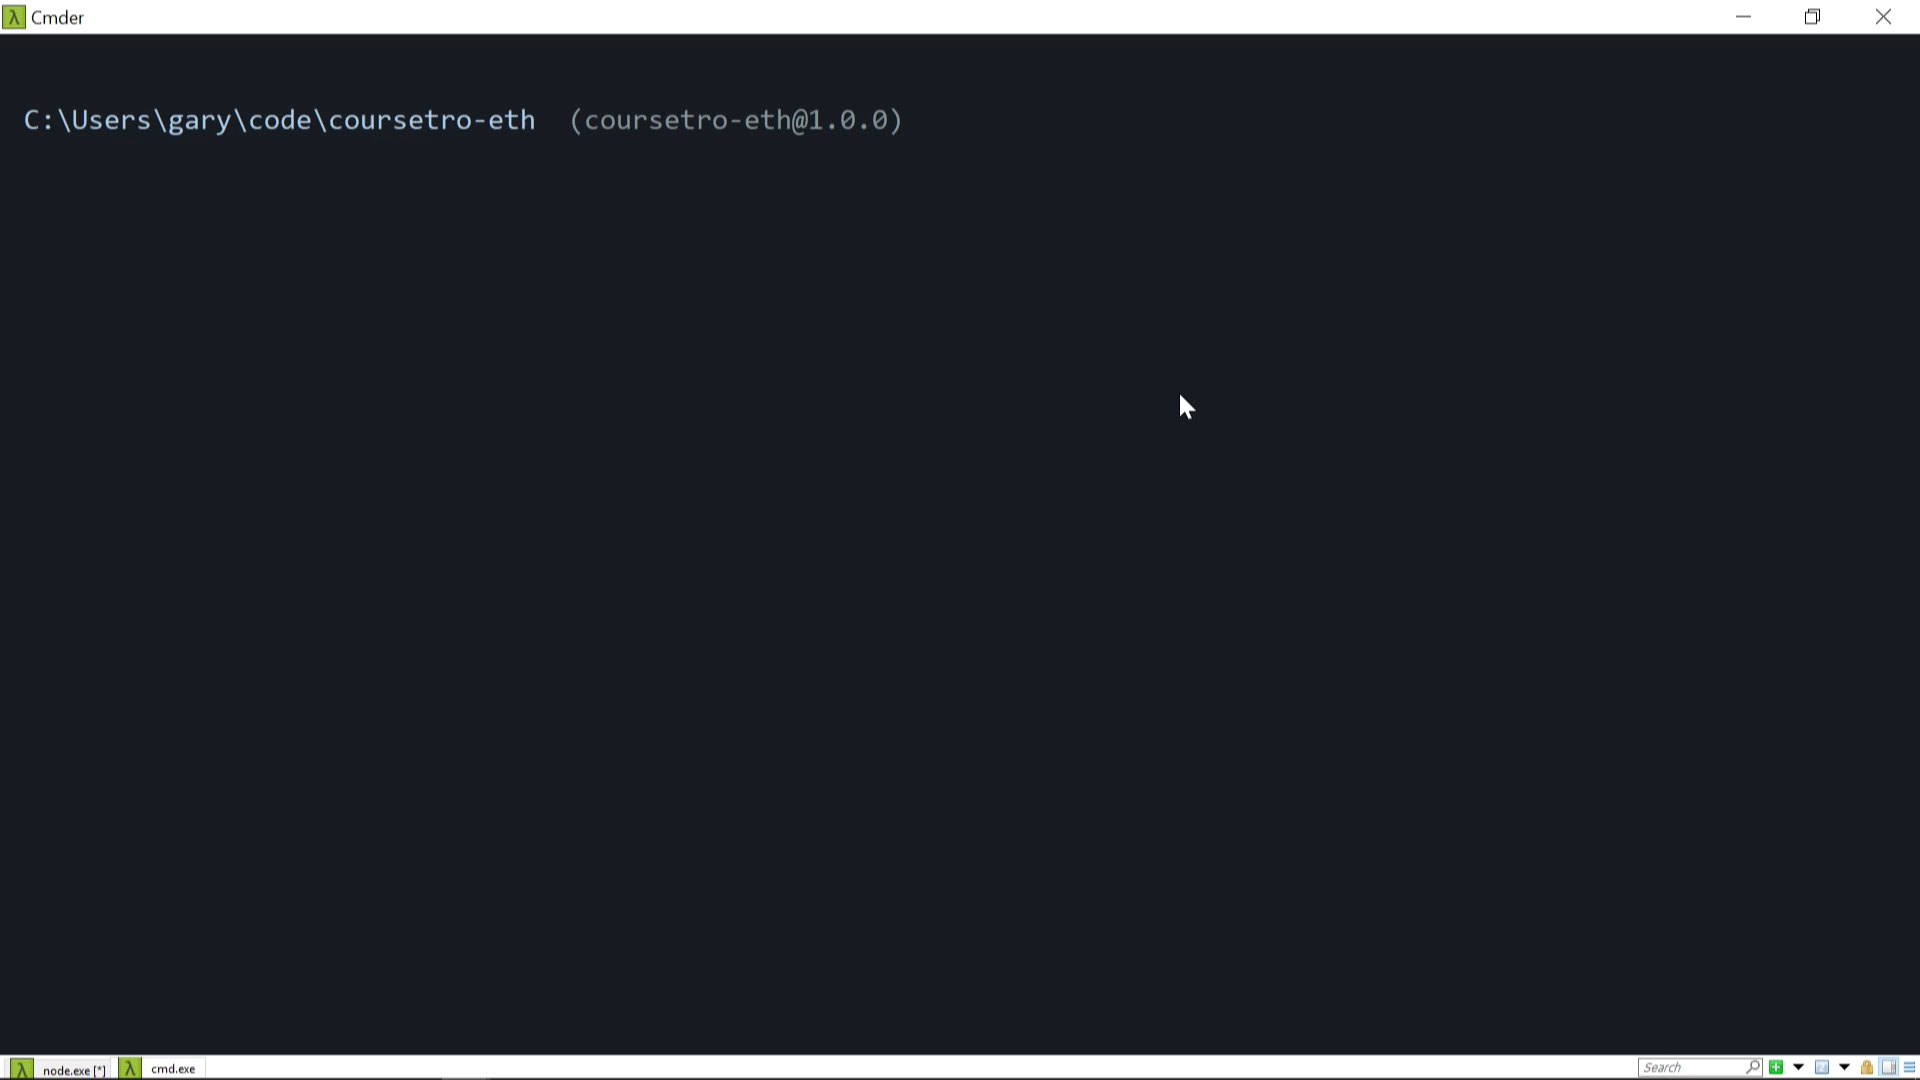 λ Cmder
C:\Users\gary\code\coursetro-eth (coursetro-eth@1.0.0)
λ node.exe [*] λ cmd.exe Search